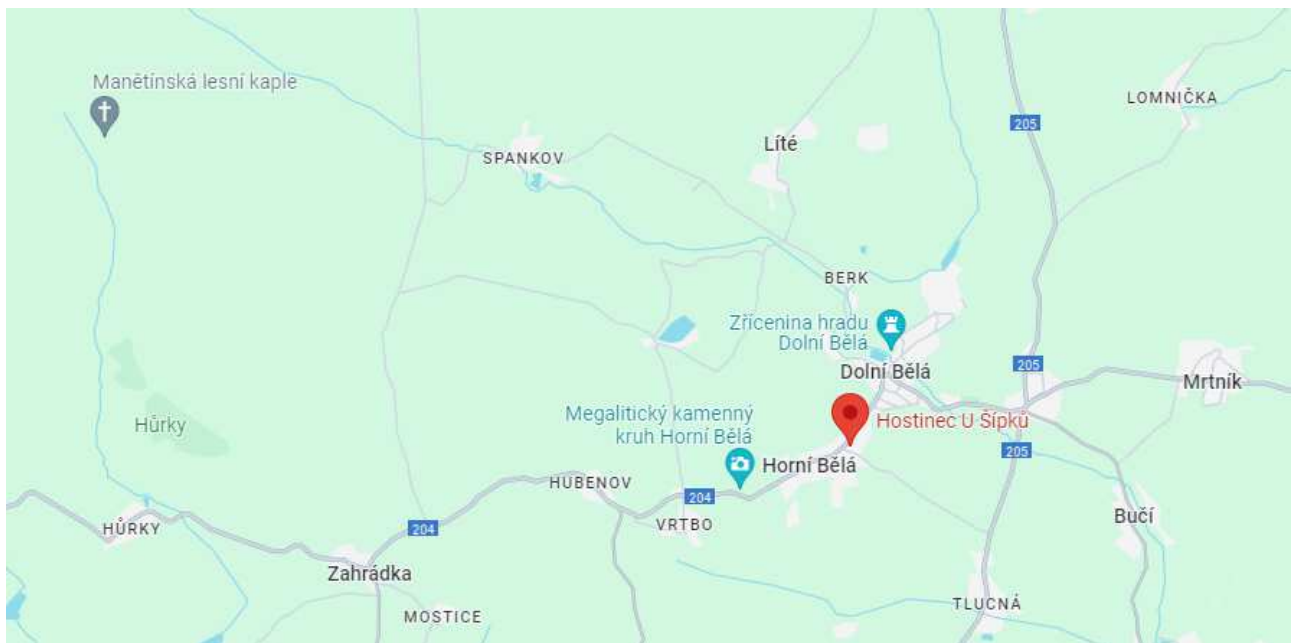 Manětínská lesní kaple
205
LOMNIČKA
Líté
SPANKOV
BERK
Zřícenina hradu
Dolní Bělá
Dolní Bělá
205
Mrtník
Megalitický kamenný
kruh Horní Bělá
Hostinec U Šípků
Hůrky
205
Horní Bělá
HUBENOV
204
VRTBO
Bučí
HŮRKY
204
Zahrádka
TLUCNÁ
MOSTICE